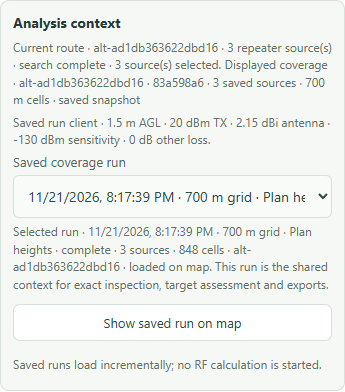 Analysis context
Current route · alt-ad1db363622dbd16 · 3 repeater source(s)
· search complete · 3 source(s) selected. Displayed coverage
· alt-ad1db363622dbd16 · 83a598a6 · 3 saved sources · 700
m cells · saved snapshot
Saved run client · 1.5 m AGL · 20 dBm TX · 2.15 dBi antenna ·
-130 dBm sensitivity · 0 dB other loss.
Saved coverage run
11/21/2026, 8:17:39 PM · 700 m grid · Plan he
Selected run · 11/21/2026, 8:17:39 PM · 700 m grid · Plan
heights · complete · 3 sources · 848 cells · alt-
ad1db363622dbd16 · loaded on map. This run is the shared
context for exact inspection, target assessment and exports.
Show saved run on map
Saved runs load incrementally; no RF calculation is started.